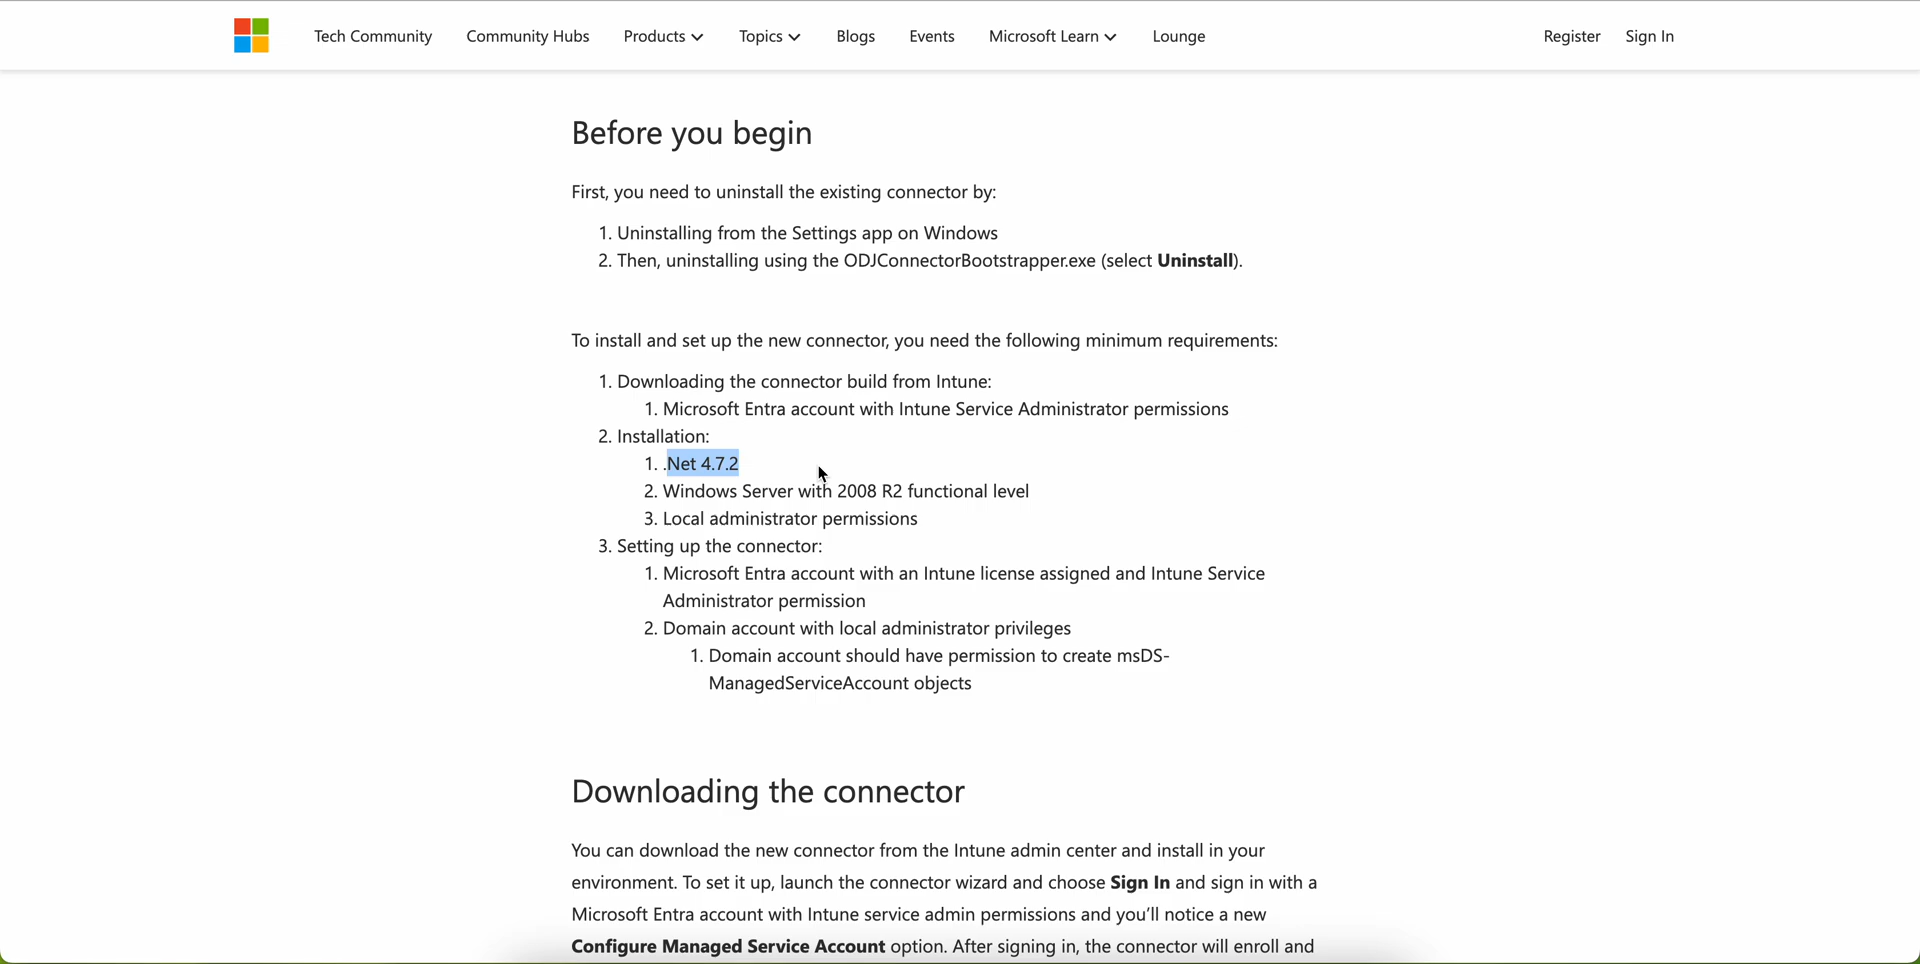 Tech Community Community Hubs Products Topics Blogs Events Microsoft Learn Lounge Register Sign In
Before you begin
First, you need to uninstall the existing connector by:
1. Uninstalling from the Settings app on Windows
2. Then, uninstalling using the ODJConnectorBootstrapper.exe (select Uninstall).
To install and set up the new connector, you need the following minimum requirements:
1. Downloading the connector build from Intune:
1. Microsoft Entra account with Intune Service Administrator permissions
2. Installation:
1. .Net 4.7.2
2. Windows Server with 2008 R2 functional level
3. Local administrator permissions
3. Setting up the connector:
1. Microsoft Entra account with an Intune license assigned and Intune Service
Administrator permission
2. Domain account with local administrator privileges
1. Domain account should have permission to create msDS-
ManagedServiceAccount objects
Downloading the connector
You can download the new connector from the Intune admin center and install in your
environment. To set it up, launch the connector wizard and choose Sign In and sign in with a
Microsoft Entra account with Intune service admin permissions and you’ll notice a new
Configure Managed Service Account option. After signing in, the connector will enroll and